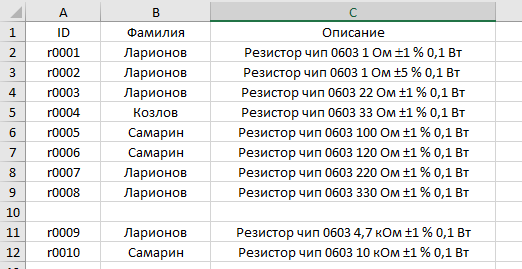 A B C
1 ID Фамилия Описание
2 r0001 Ларионов Резистор чип 0603 1 Ом ±1 % 0,1 Вт
3 r0002 Ларионов Резистор чип 0603 1 Ом ±5 % 0,1 Вт
4 r0003 Ларионов Резистор чип 0603 22 Ом ±1 % 0,1 Вт
5 r0004 Козлов Резистор чип 0603 33 Ом ±1 % 0,1 Вт
6 r0005 Самарин Резистор чип 0603 100 Ом ±1 % 0,1 Вт
7 r0006 Самарин Резистор чип 0603 120 Ом ±1 % 0,1 Вт
8 r0007 Ларионов Резистор чип 0603 220 Ом ±1 % 0,1 Вт
9 r0008 Ларионов Резистор чип 0603 330 Ом ±1 % 0,1 Вт
10
11 r0009 Ларионов Резистор чип 0603 4,7 кОм ±1 % 0,1 Вт
12 r0010 Самарин Резистор чип 0603 10 кОм ±1 % 0,1 Вт